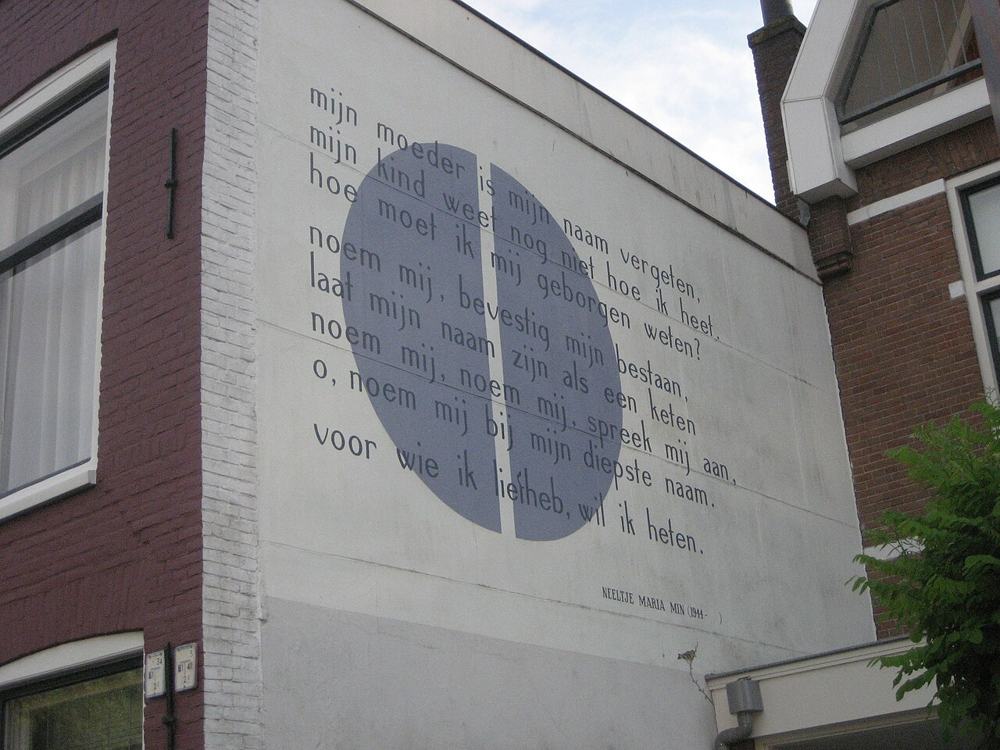 mijn moeder is mijn naam vergeten,
mijn kind weet nog niet hoe ik heet.
hoe moet ik mij geborgen weten?
noem mij, bevestig mijn bestaan,
laat mijn naam zijn als een keten
noem mij, noem mij, spreek mij aan,
o, noem mij bij mijn diepste naam.
voor wie ik liefheb, wil ik heten.
NEELTJE MARIA MIN (1944- )